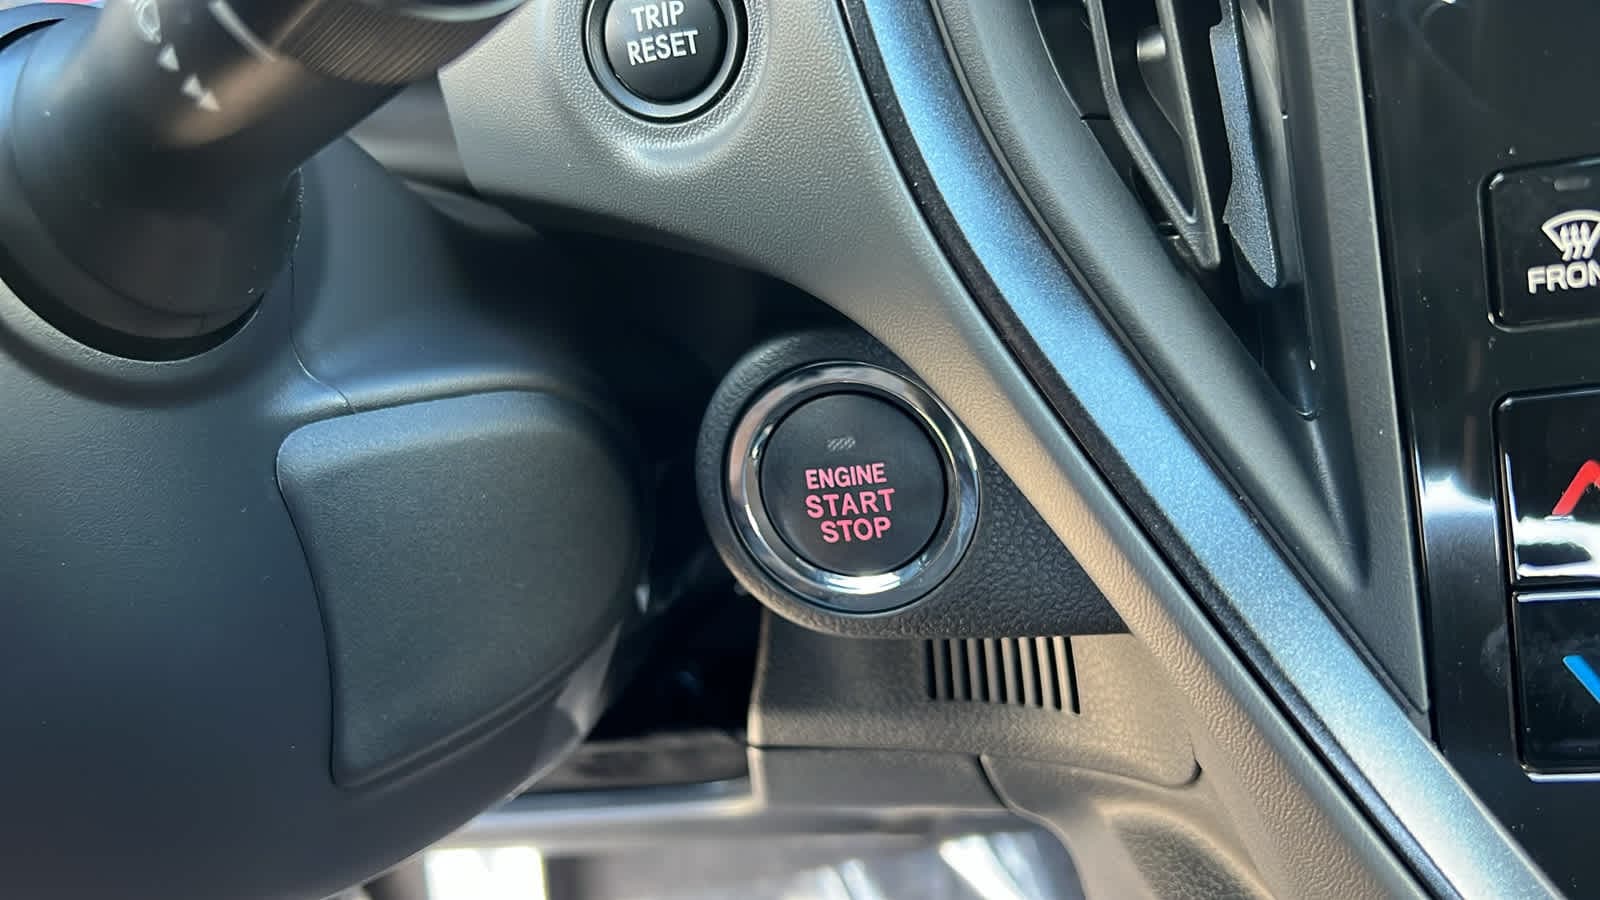 TRIP
RESET
ENGINE
START
STOP
FRON